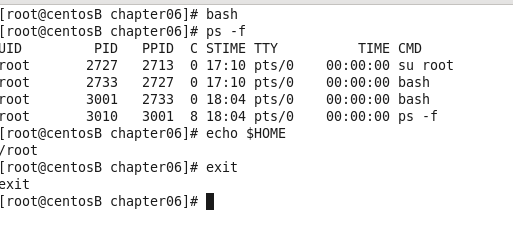 [root@centosB chapter06]# bash
[root@centosB chapter06]# ps -f
UID        PID  PPID  C STIME TTY          TIME CMD
root      2727  2713  0 17:10 pts/0    00:00:00 su root
root      2733  2727  0 17:10 pts/0    00:00:00 bash
root      3001  2733  0 18:04 pts/0    00:00:00 bash
root      3010  3001  8 18:04 pts/0    00:00:00 ps -f
[root@centosB chapter06]# echo $HOME
/root
[root@centosB chapter06]# exit
exit
[root@centosB chapter06]#